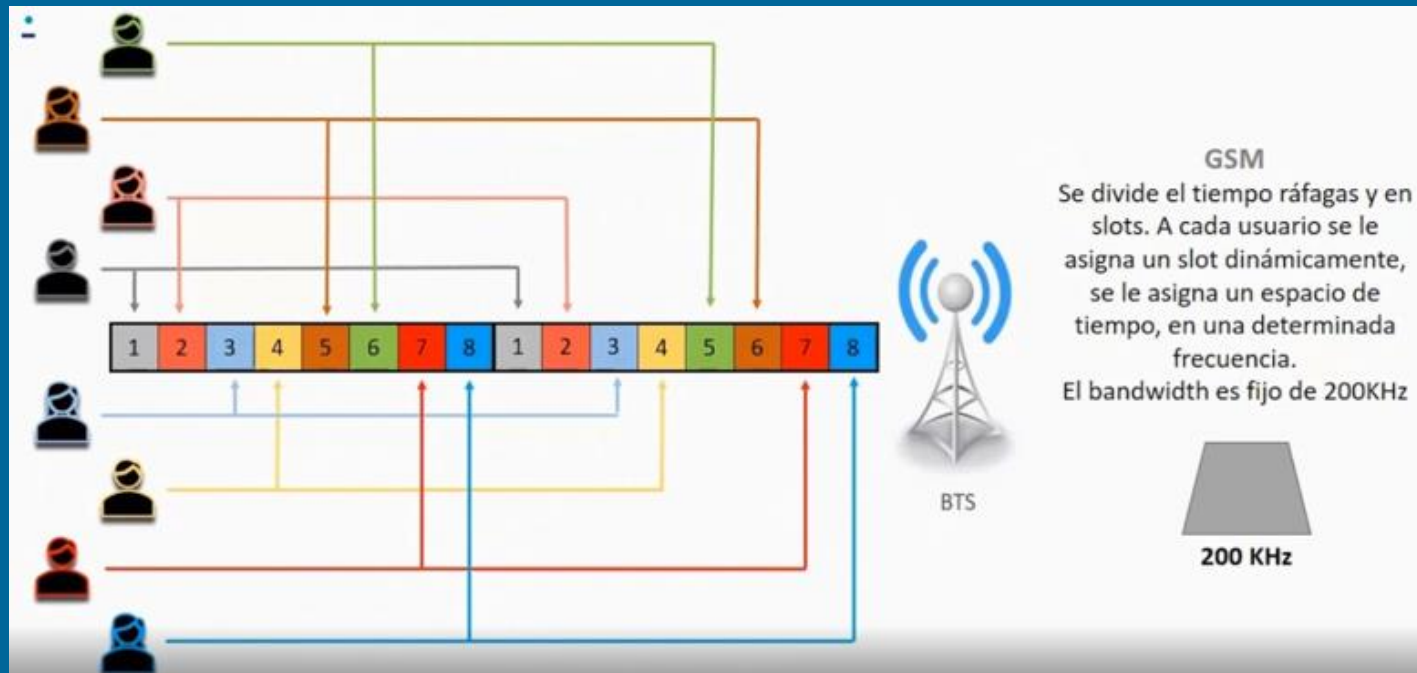 1 2 3 4 5 6 7 8 1 2 3 4 5 6 7 8
BTS
GSM
Se divide el tiempo ráfagas y en
slots. A cada usuario se le
asigna un slot dinámicamente,
se le asigna un espacio de
tiempo, en una determinada
frecuencia.
El bandwidth es fijo de 200KHz
200 KHz